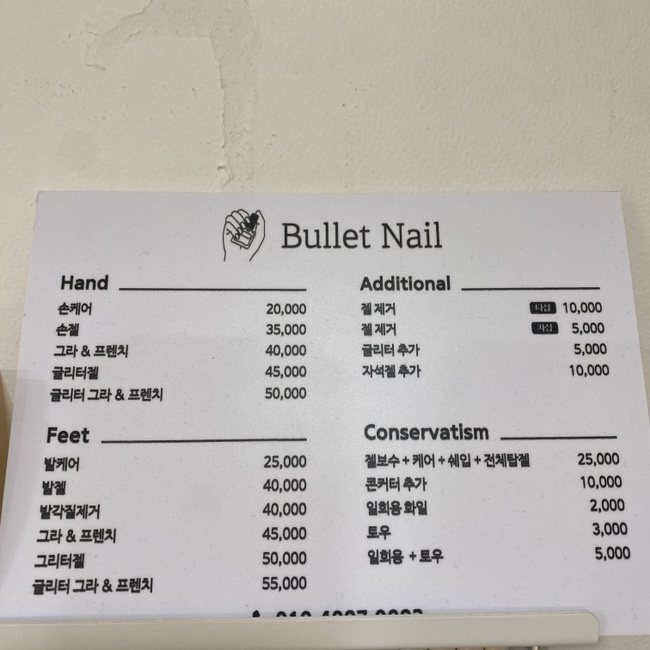 Bullet Nail
Hand
손케어 20,000
손젤 35,000
그라 & 프렌치 40,000
글리터젤 45,000
글리터 그라 & 프렌치 50,000
Feet
발케어 25,000
발젤 40,000
발각질제거 40,000
그라 & 프렌치 45,000
그리터젤 50,000
글리터 그라 & 프렌치 55,000
Additional
젤 제거 타샵 10,000
젤 제거 자샵 5,000
글리터 추가 5,000
자석젤 추가 10,000
Conservatism
젤보수 + 케어 + 쉐입 + 전체탑젤 25,000
콘커터 추가 10,000
일회용 화일 2,000
토우 3,000
일회용 + 토우 5,000